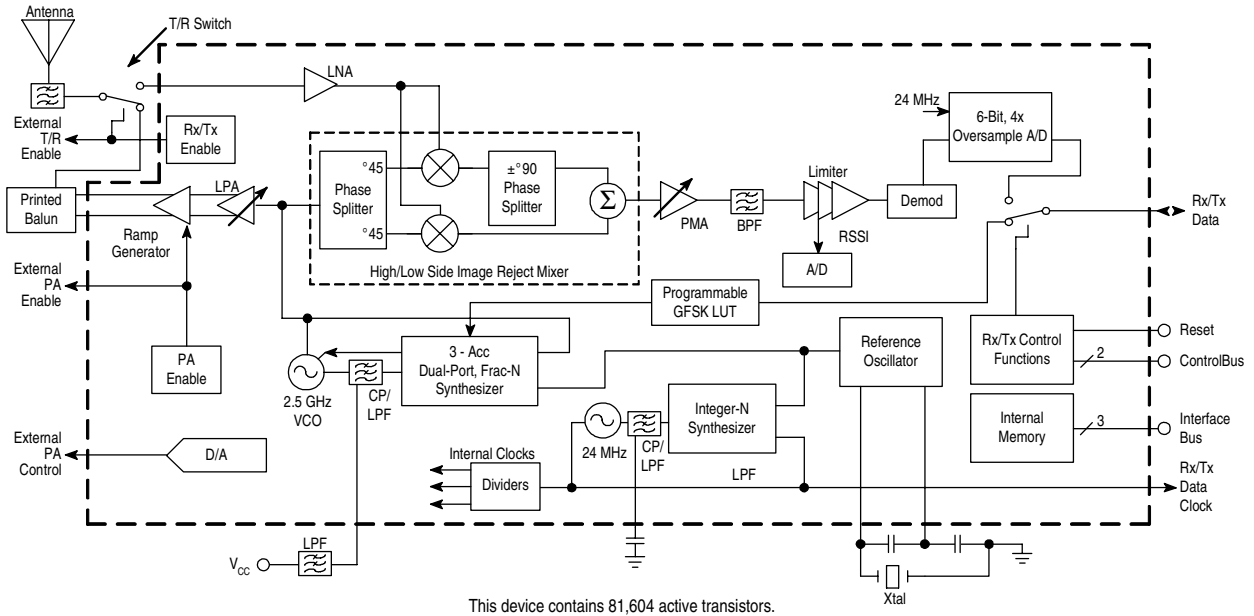 Antenna
T/R Switch
LNA
External
T/R
Enable
Rx/Tx
Enable
Printed
Balun
LPA
Ramp
Generator
External
PA
Enable
PA
Enable
External
PA
Control
D/A
Phase
Splitter
°45
°45
±°90
Phase
Splitter
Σ
High/Low Side Image Reject Mixer
PMA
BPF
Limiter
RSSI
A/D
Demod
24 MHz
6-Bit, 4x
Oversample A/D
Rx/Tx
Data
Programmable
GFSK LUT
2.5 GHz
VCO
CP/
LPF
3 - Acc
Dual-Port, Frac-N
Synthesizer
Reference
Oscillator
Rx/Tx Control
Functions
Reset
2
ControlBus
24 MHz
CP/
LPF
Integer-N
Synthesizer
Internal
Memory
3
Interface
Bus
Internal Clocks
Dividers
LPF
Rx/Tx
Data
Clock
VCC
LPF
Xtal
This device contains 81,604 active transistors.